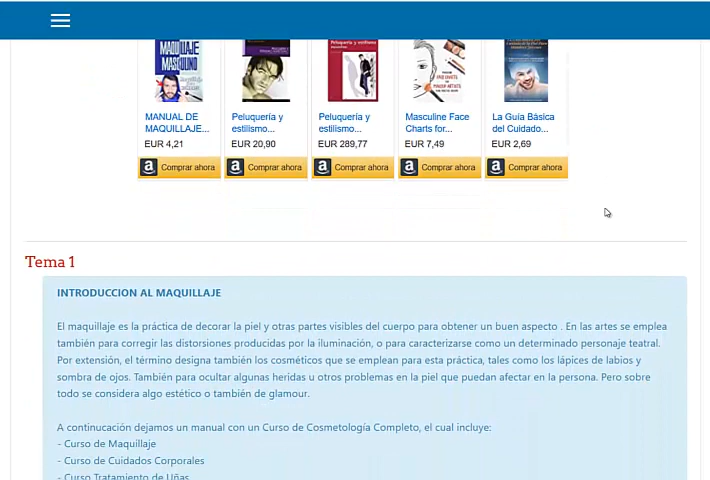 MAQUILLAJE
MASCULINO
Peluquería y estilismo
MANUAL DE Peluquería y Peluquería y Masculine Face La Guía Básica
MAQUILLAJE... estilismo... estilismo... Charts for... del Cuidado...
EUR 4,21 EUR 20,90 EUR 289,77 EUR 7,49 EUR 2,69
a Comprar ahora a Comprar ahora a Comprar ahora a Comprar ahora a Comprar ahora
Tema 1
INTRODUCCION AL MAQUILLAJE
El maquillaje es la práctica de decorar la piel y otras partes visibles del cuerpo para obtener un buen aspecto . En las artes se emplea
también para corregir las distorsiones producidas por la iluminación, o para caracterizarse como un determinado personaje teatral.
Por extensión, el término designa también los cosméticos que se emplean para esta práctica, tales como los lápices de labios y
sombra de ojos. También para ocultar algunas heridas u otros problemas en la piel que puedan afectar en la persona. Pero sobre
todo se considera algo estético o también de glamour.
A continucación dejamos un manual con un Curso de Cosmetología Completo, el cual incluye:
- Curso de Maquillaje
- Curso de Cuidados Corporales
- Curso Tratamiento de Uñas